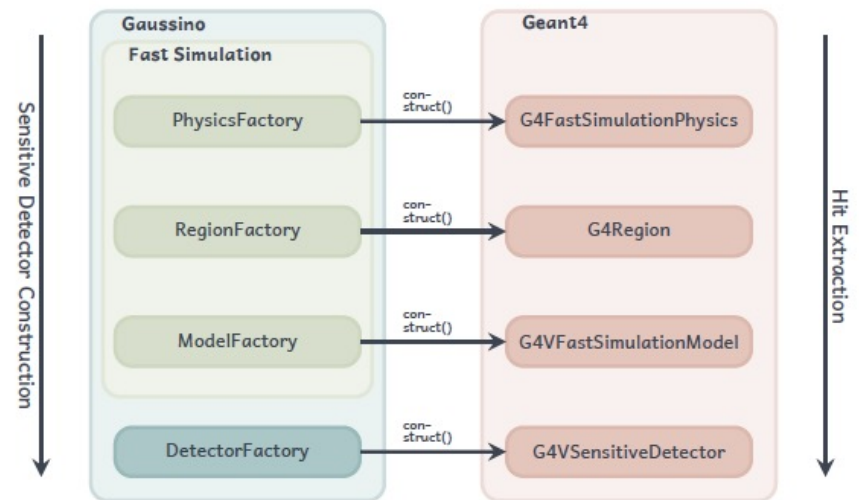 Gaussino
Fast Simulation
Geant4
Sensitive Detector Construction
PhysicsFactory
con-
struct()
G4FastSimulationPhysics
RegionFactory
con-
struct()
G4Region
ModelFactory
con-
struct()
G4VFastSimulationModel
DetectorFactory
con-
struct()
G4VSensitiveDetector
Hit Extraction